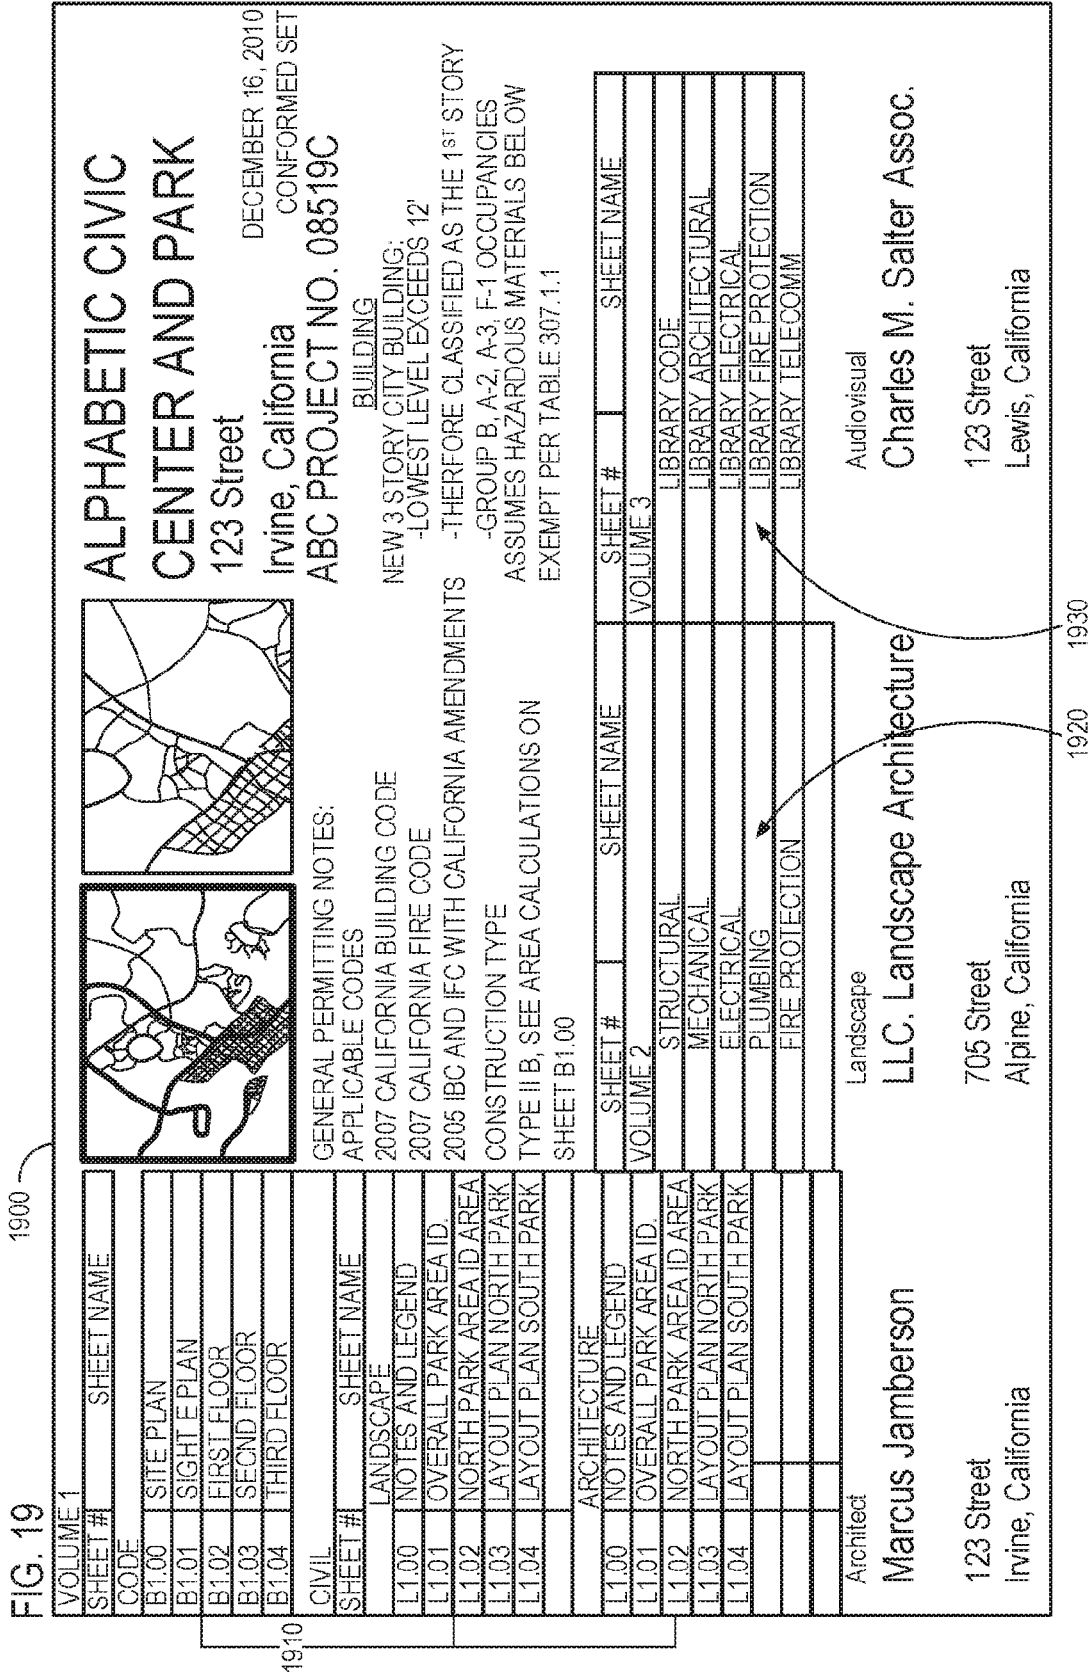 FIG. 19
1900
VOLUME 1
SHEET # SHEET NAME
CODE
B1.00 SITE PLAN
B1.01 SIGHT E PLAN
B1.02 FIRST FLOOR
B1.03 SECND FLOOR
B1.04 THIRD FLOOR
CIVIL
SHEET # SHEET NAME
LANDSCAPE
L1.00 NOTES AND LEGEND
L1.01 OVERALL PARK AREA ID.
L1.02 NORTH PARK AREA ID AREA
L1.03 LAYOUT PLAN NORTH PARK
L1.04 LAYOUT PLAN SOUTH PARK
ARCHITECTURE
L1.00 NOTES AND LEGEND
L1.01 OVERALL PARK AREA ID.
L1.02 NORTH PARK AREA ID AREA
L1.03 LAYOUT PLAN NORTH PARK
L1.04 LAYOUT PLAN SOUTH PARK
1910
ALPHABETIC CIVIC
CENTER AND PARK
123 Street
Irvine, California
DECEMBER 16, 2010
CONFORMED SET
ABC PROJECT NO. 08519C
GENERAL PERMITTING NOTES:
APPLICABLE CODES
2007 CALIFORNIA BUILDING CODE
2007 CALIFORNIA FIRE CODE
2005 IBC AND IFC WITH CALIFORNIA AMENDMENTS
CONSTRUCTION TYPE
TYPE II B, SEE AREA CALCULATIONS ON
SHEET B1.00
BUILDING
NEW 3 STORY CITY BUILDING:
-LOWEST LEVEL EXCEEDS 12'
-THERFORE CLASSIFIED AS THE 1ST STORY
-GROUP B, A-2, A-3, F-1 OCCUPANCIES
ASSUMES HAZARDOUS MATERIALS BELOW
EXEMPT PER TABLE 307.1.1
SHEET # SHEET NAME
VOLUME 2
STRUCTURAL
MECHANICAL
ELECTRICAL
PLUMBING
FIRE PROTECTION
SHEET # SHEET NAME
VOLUME 3
LIBRARY CODE
LIBRARY ARCHITECTURAL
LIBRARY ELECTRICAL
LIBRARY FIRE PROTECTION
LIBRARY TELECOMM
Architect
Marcus Jamberson
123 Street
Irvine, California
Landscape
LLC. Landscape Architecture
705 Street
Alpine, California
Audiovisual
Charles M. Salter Assoc.
123 Street
Lewis, California
1920
1930